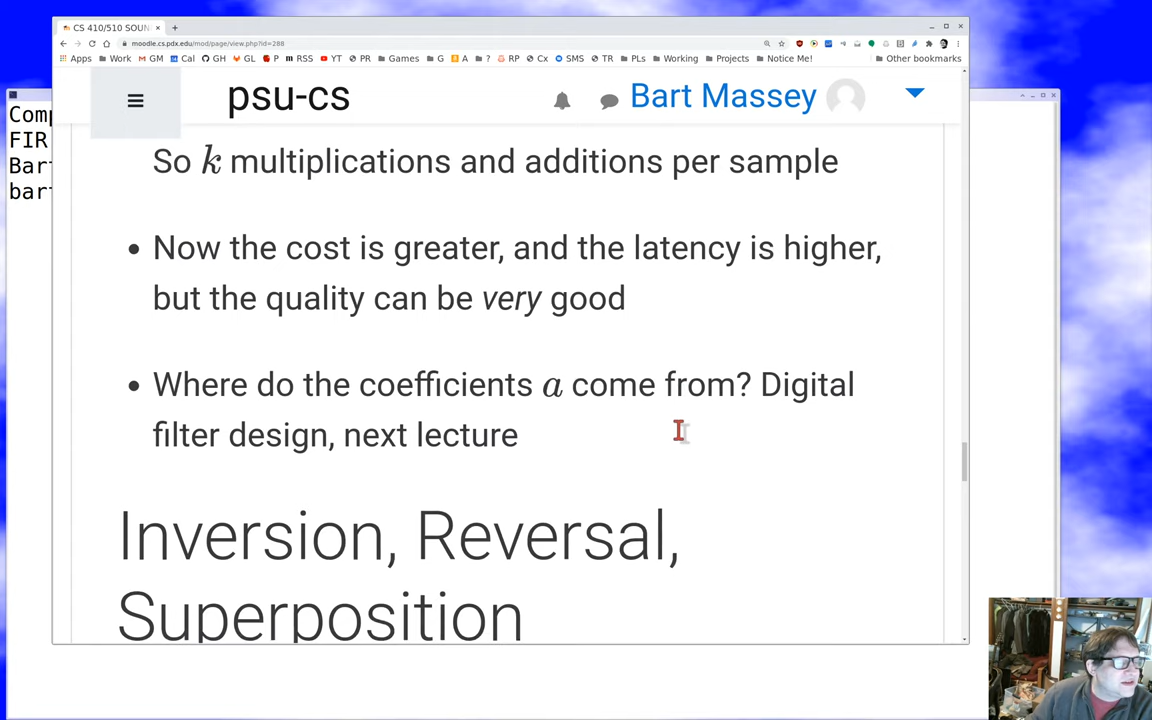 CS 410/510 SOUN
moodle.cs.pdx.edu/mod/page/view.php?id=288
Apps Work GM Cal GH GL P RSS YT PR Games G A ? RP Cx SMS TR PLs Working Projects Notice Me! Other bookmarks
psu-cs Bart Massey
Comp
FIR
Bar
bar
So k multiplications and additions per sample
• Now the cost is greater, and the latency is higher,
but the quality can be very good
• Where do the coefficients a come from? Digital
filter design, next lecture
Inversion, Reversal,
Superposition